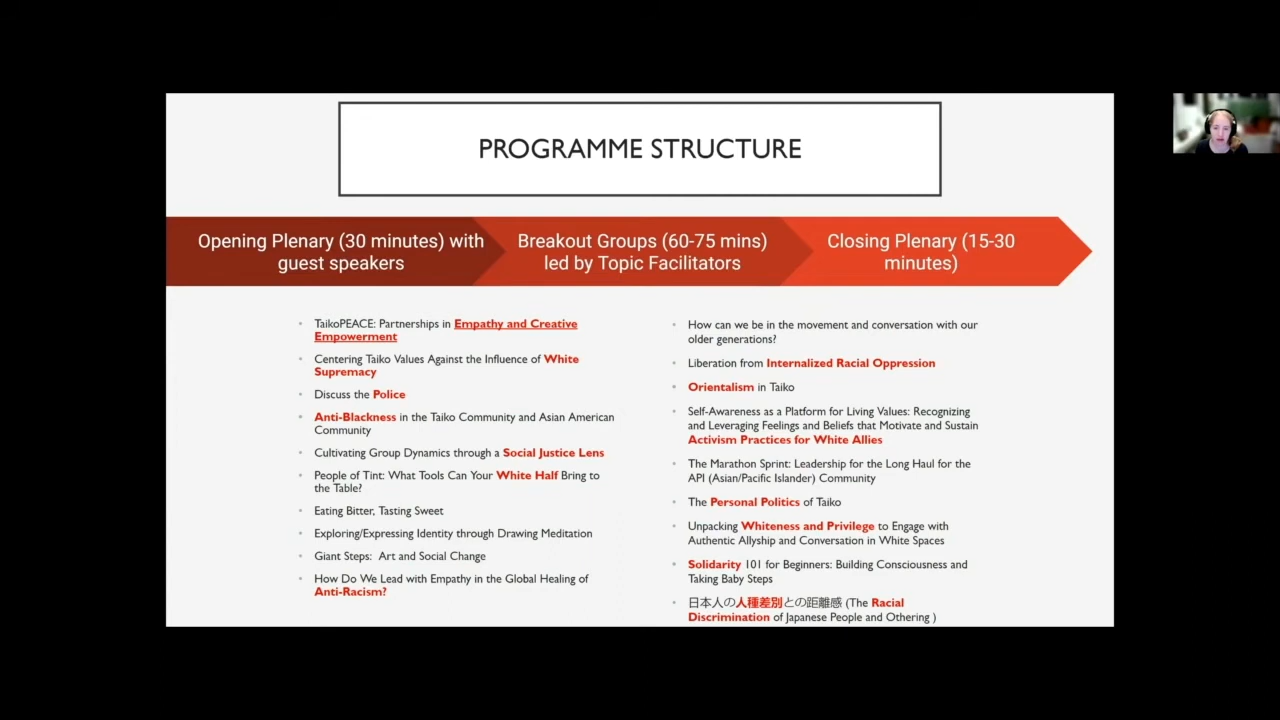 PROGRAMME STRUCTURE
Opening Plenary (30 minutes) with
guest speakers
Breakout Groups (60-75 mins)
led by Topic Facilitators
Closing Plenary (15-30
minutes)
• TaikoPEACE: Partnerships in Empathy and Creative
Empowerment
• Centering Taiko Values Against the Influence of White
Supremacy
• Discuss the Police
• Anti-Blackness in the Taiko Community and Asian American
Community
• Cultivating Group Dynamics through a Social Justice Lens
• People of Tint: What Tools Can Your White Half Bring to
the Table?
• Eating Bitter, Tasting Sweet
• Exploring/Expressing Identity through Drawing Meditation
• Giant Steps: Art and Social Change
• How Do We Lead with Empathy in the Global Healing of
Anti-Racism?
• How can we be in the movement and conversation with our
older generations?
• Liberation from Internalized Racial Oppression
• Orientalism in Taiko
• Self-Awareness as a Platform for Living Values: Recognizing
and Leveraging Feelings and Beliefs that Motivate and Sustain
Activism Practices for White Allies
• The Marathon Sprint: Leadership for the Long Haul for the
API (Asian/Pacific Islander) Community
• The Personal Politics of Taiko
• Unpacking Whiteness and Privilege to Engage with
Authentic Allyship and Conversation in White Spaces
• Solidarity 101 for Beginners: Building Consciousness and
Taking Baby Steps
• 日本人の人種差別との距離感 (The Racial
Discrimination of Japanese People and Othering )